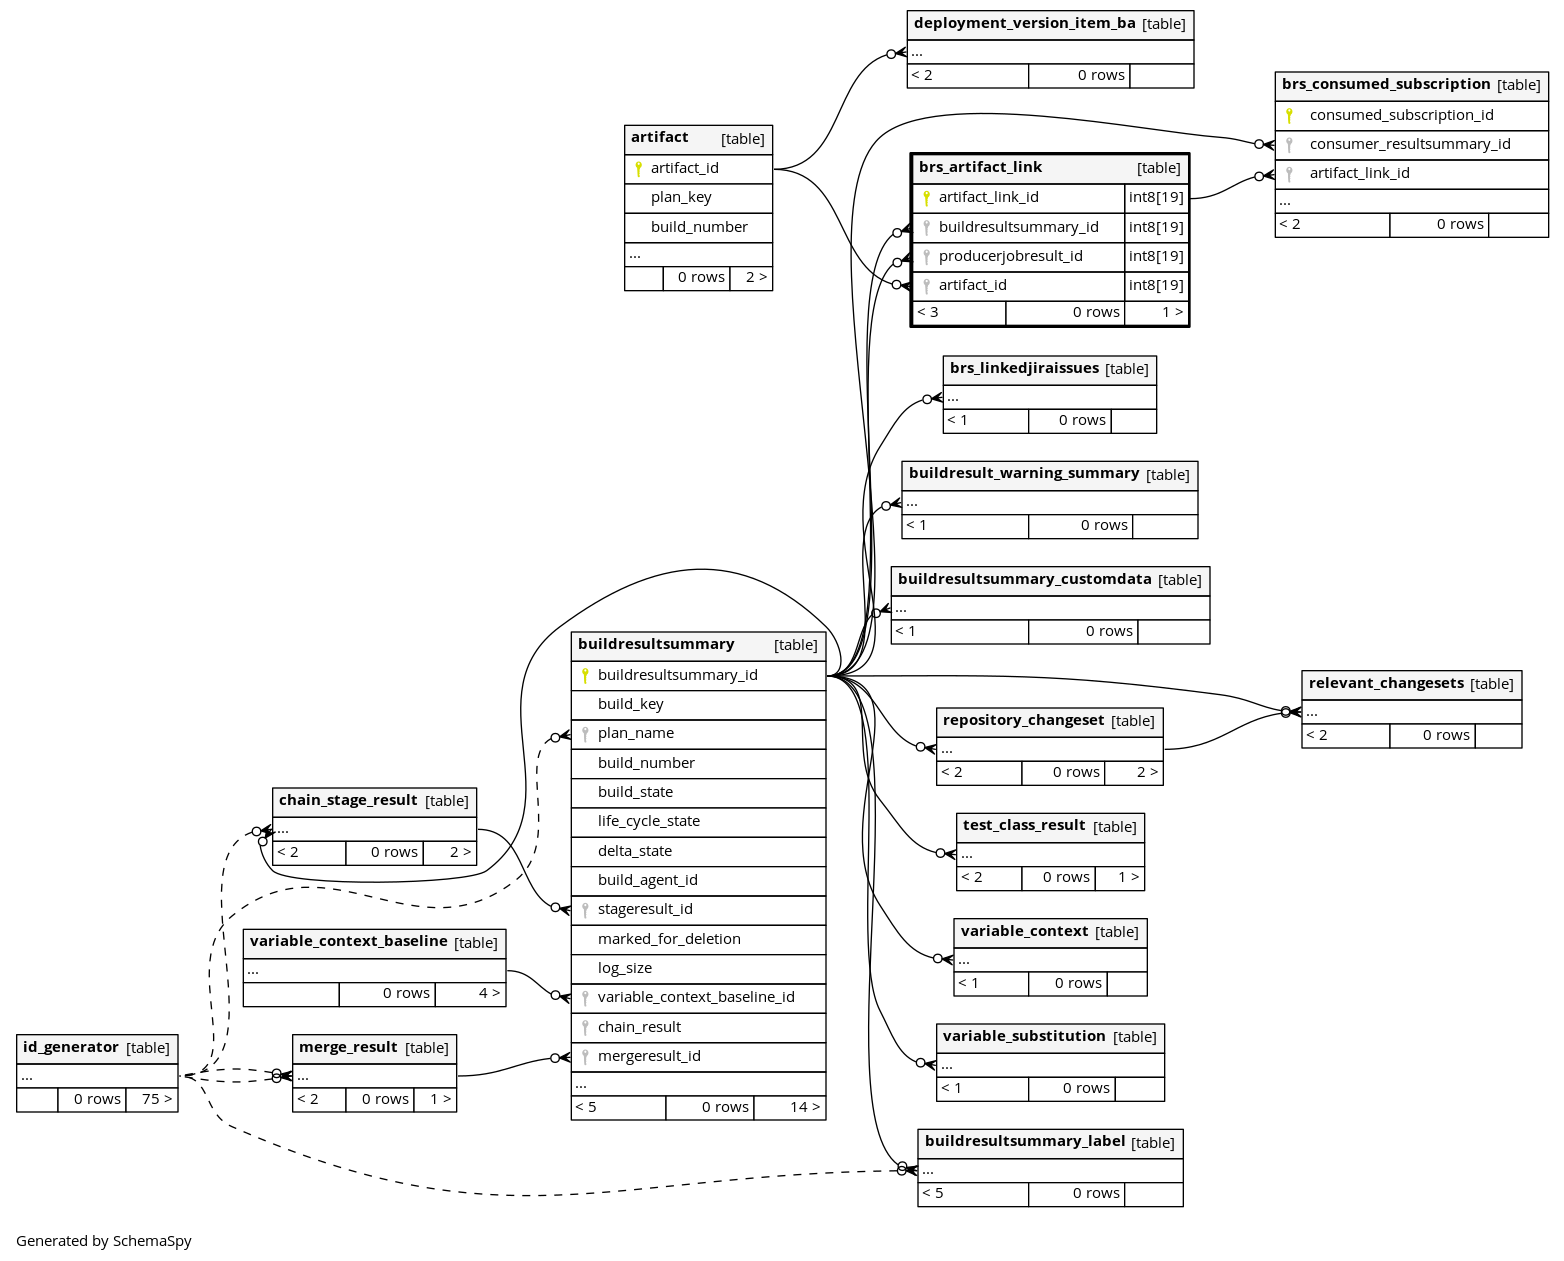 deployment_version_item_ba [table]
...
< 2 0 rows
brs_consumed_subscription [table]
consumed_subscription_id
consumer_resultsummary_id
artifact_link_id
...
< 2 0 rows
artifact [table]
artifact_id
plan_key
build_number
...
0 rows 2 >
brs_artifact_link [table]
artifact_link_id int8[19]
buildresultsummary_id int8[19]
producerjobresult_id int8[19]
artifact_id int8[19]
< 3 0 rows 1 >
brs_linkedjiraissues [table]
...
< 1 0 rows
buildresult_warning_summary [table]
...
< 1 0 rows
buildresultsummary_customdata [table]
...
< 1 0 rows
buildresultsummary [table]
buildresultsummary_id
build_key
plan_name
build_number
build_state
life_cycle_state
delta_state
build_agent_id
stageresult_id
marked_for_deletion
log_size
variable_context_baseline_id
chain_result
mergeresult_id
...
< 5 0 rows 14 >
relevant_changesets [table]
...
< 2 0 rows
repository_changeset [table]
...
< 2 0 rows 2 >
chain_stage_result [table]
...
< 2 0 rows 2 >
test_class_result [table]
...
< 2 0 rows 1 >
variable_context_baseline [table]
...
0 rows 4 >
variable_context [table]
...
< 1 0 rows
id_generator [table]
...
0 rows 75 >
merge_result [table]
...
< 2 0 rows 1 >
variable_substitution [table]
...
< 1 0 rows
buildresultsummary_label [table]
...
< 5 0 rows
Generated by SchemaSpy